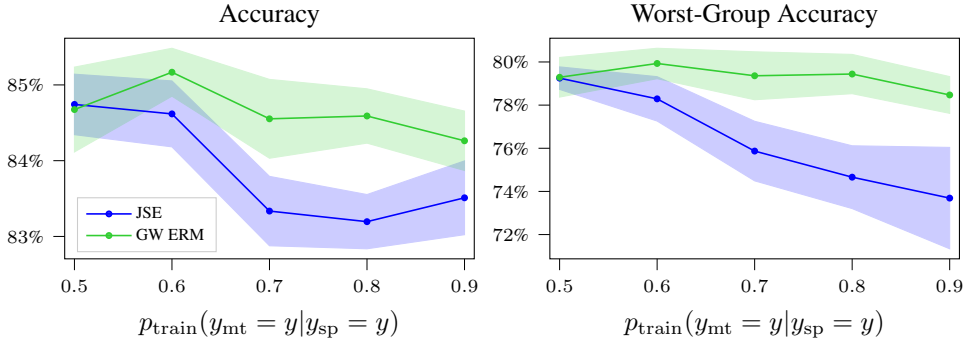 Accuracy
85%
84%
83%
JSE
GW ERM
0.5 0.6 0.7 0.8 0.9
p_train(y_mt = y|y_sp = y)
Worst-Group Accuracy
80%
78%
76%
74%
72%
0.5 0.6 0.7 0.8 0.9
p_train(y_mt = y|y_sp = y)